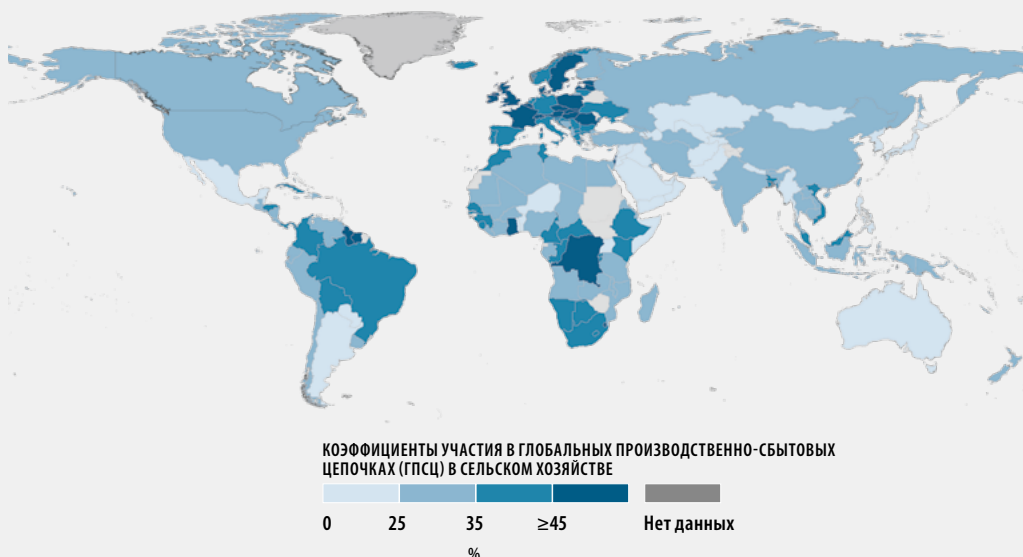 КОЭФФИЦИЕНТЫ УЧАСТИЯ В ГЛОБАЛЬНЫХ ПРОИЗВОДСТВЕННО-СБЫТОВЫХ
ЦЕПОЧКАХ (ГПСЦ) В СЕЛЬСКОМ ХОЗЯЙСТВЕ
0 25 35 ≥45 Нет данных
%